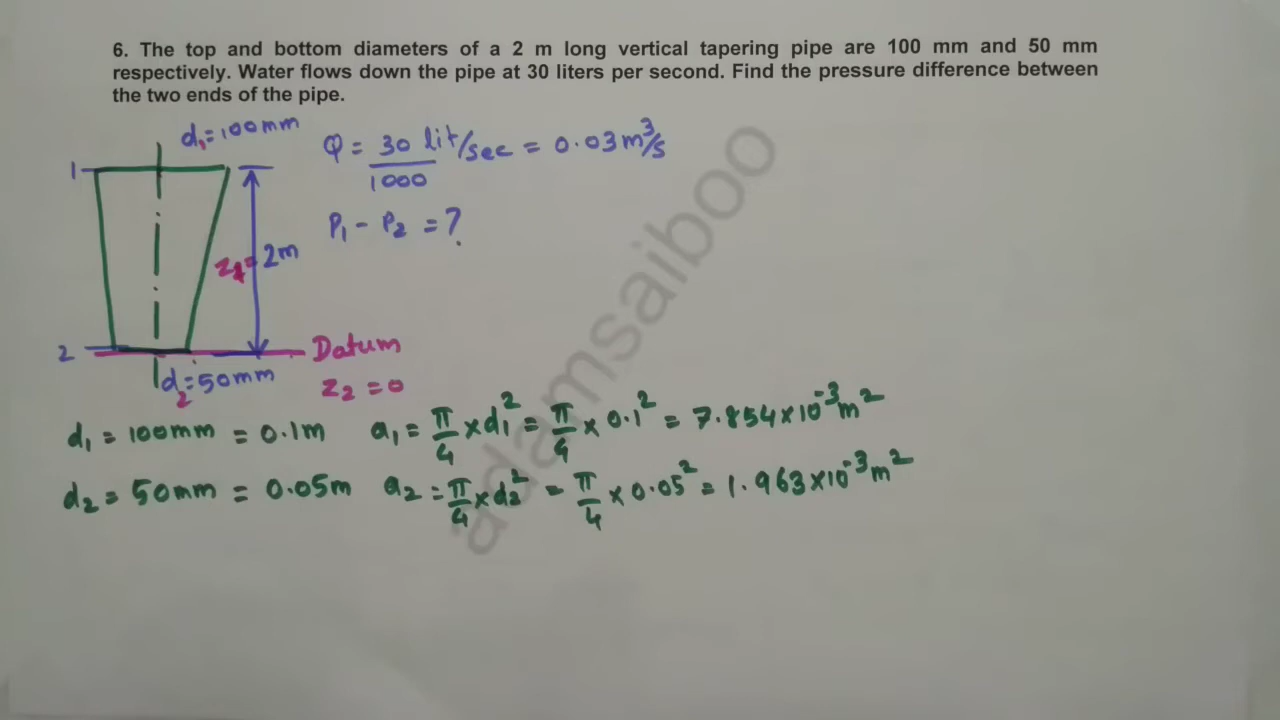 6. The top and bottom diameters of a 2 m long vertical tapering pipe are 100 mm and 50 mm
respectively. Water flows down the pipe at 30 liters per second. Find the pressure difference between
the two ends of the pipe.
d₁=100mm
Q = 30/1000 lit/sec = 0.03 m³/s
1
P₁ - P₂ = ?
z₁= 2m
2
Datum
d₂=50mm
z₂ = 0
d₁ = 100mm = 0.1m a₁ = π/4 × d₁² = π/4 × 0.1² = 7.854×10⁻³m²
d₂ = 50mm = 0.05m a₂ = π/4 × d₂² = π/4 × 0.05² = 1.963×10⁻³m²
adamsaiboo